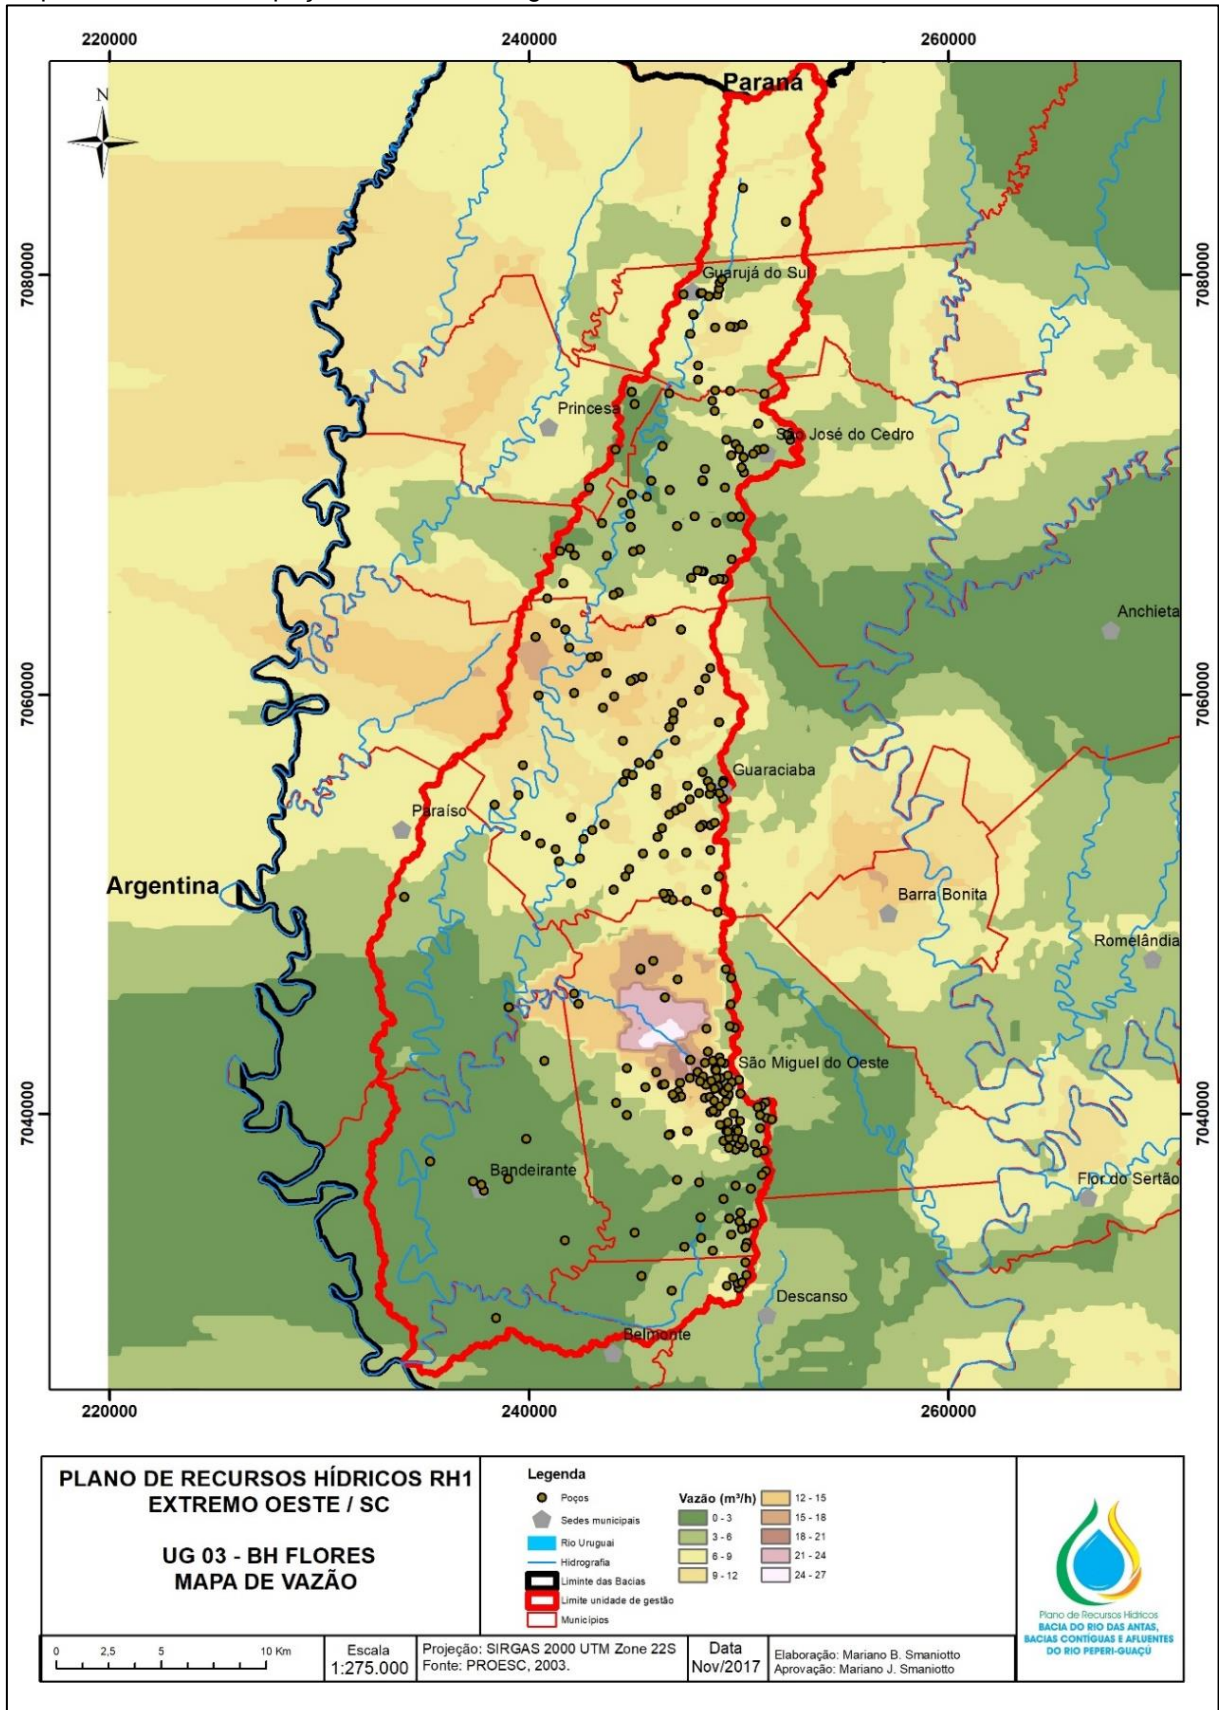 220000
240000
260000
Paraná
N
7080000
7080000
Guarujá do Sul
Princesa
São José do Cedro
Anchieta
7060000
7060000
Guaraciaba
Paraíso
Argentina
Barra Bonita
Romelândia
São Miguel do Oeste
7040000
7040000
Bandeirante
Flor do Sertão
Descanso
Belmonte
220000
240000
260000
PLANO DE RECURSOS HÍDRICOS RH1
EXTREMO OESTE / SC
UG 03 - BH FLORES
MAPA DE VAZÃO
Legenda
Poços
Sedes municipais
Rio Uruguai
Hidrografia
Liminte das Bacias
Limite unidade de gestão
Municípios
Vazão (m³/h)
0 - 3
3 - 6
6 - 9
9 - 12
12 - 15
15 - 18
18 - 21
21 - 24
24 - 27
Plano de Recursos Hídricos
BACIA DO RIO DAS ANTAS,
BACIAS CONTÍGUAS E AFLUENTES
DO RIO PEPERI-GUAÇÚ
0 2,5 5 10 Km
Escala
1:275.000
Projeção: SIRGAS 2000 UTM Zone 22S
Fonte: PROESC, 2003.
Data
Nov/2017
Elaboração: Mariano B. Smaniotto
Aprovação: Mariano J. Smaniotto